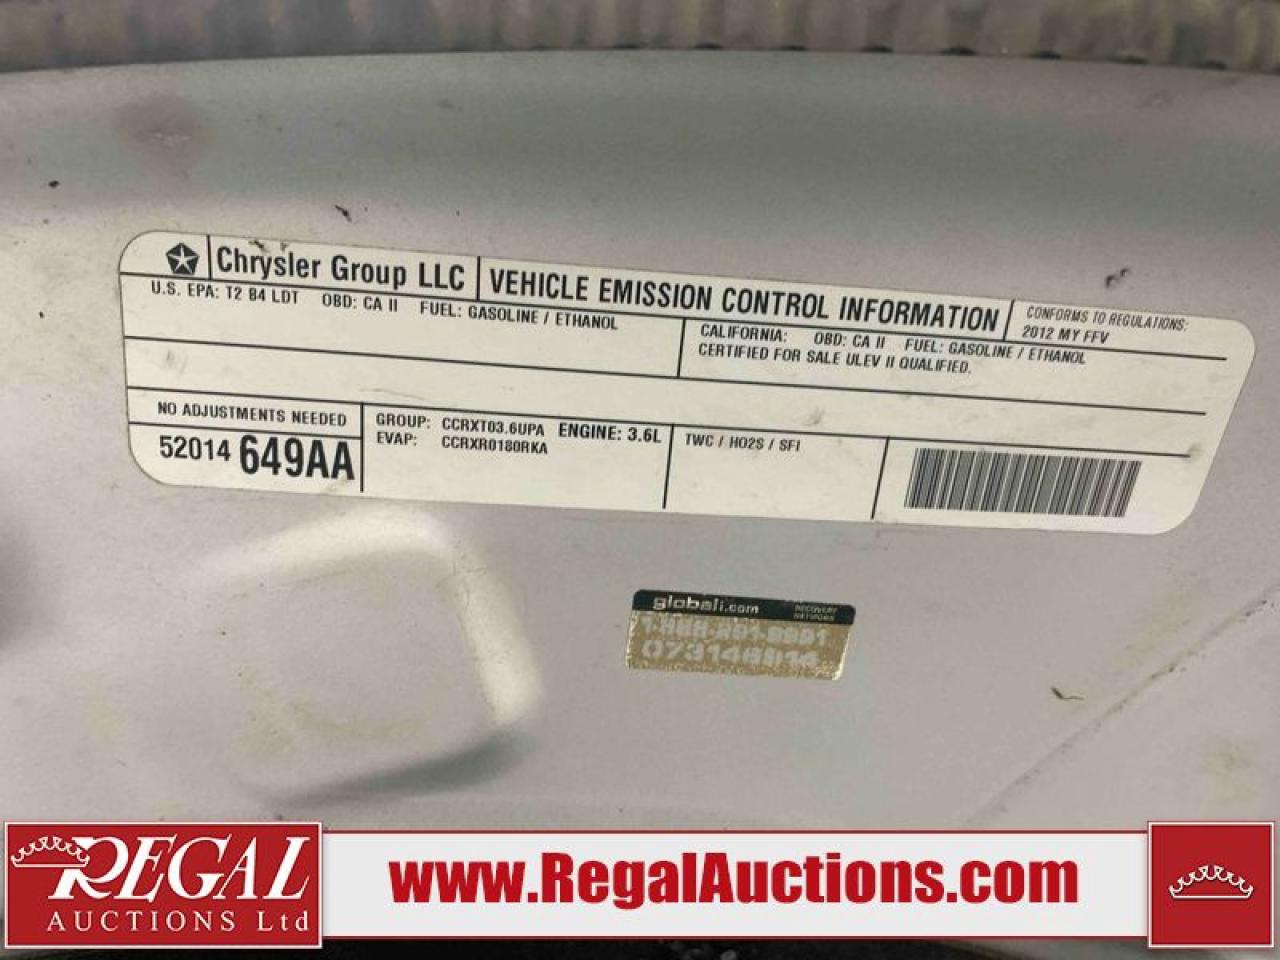 Chrysler Group LLC
VEHICLE EMISSION CONTROL INFORMATION
CONFORMS TO REGULATIONS:
2012 MY FFV
U.S. EPA: T2 B4 LDT OBD: CA II FUEL: GASOLINE / ETHANOL
CALIFORNIA: OBD: CA II FUEL: GASOLINE / ETHANOL
CERTIFIED FOR SALE ULEV II QUALIFIED.
NO ADJUSTMENTS NEEDED
52014 649AA
GROUP: CCRXT03.6UPA ENGINE: 3.6L
EVAP: CCRXR0180RKA
TWC / HO2S / SFI
globali.com
RECOVERY
NETWORK
REGAL
AUCTIONS Ltd
www.RegalAuctions.com